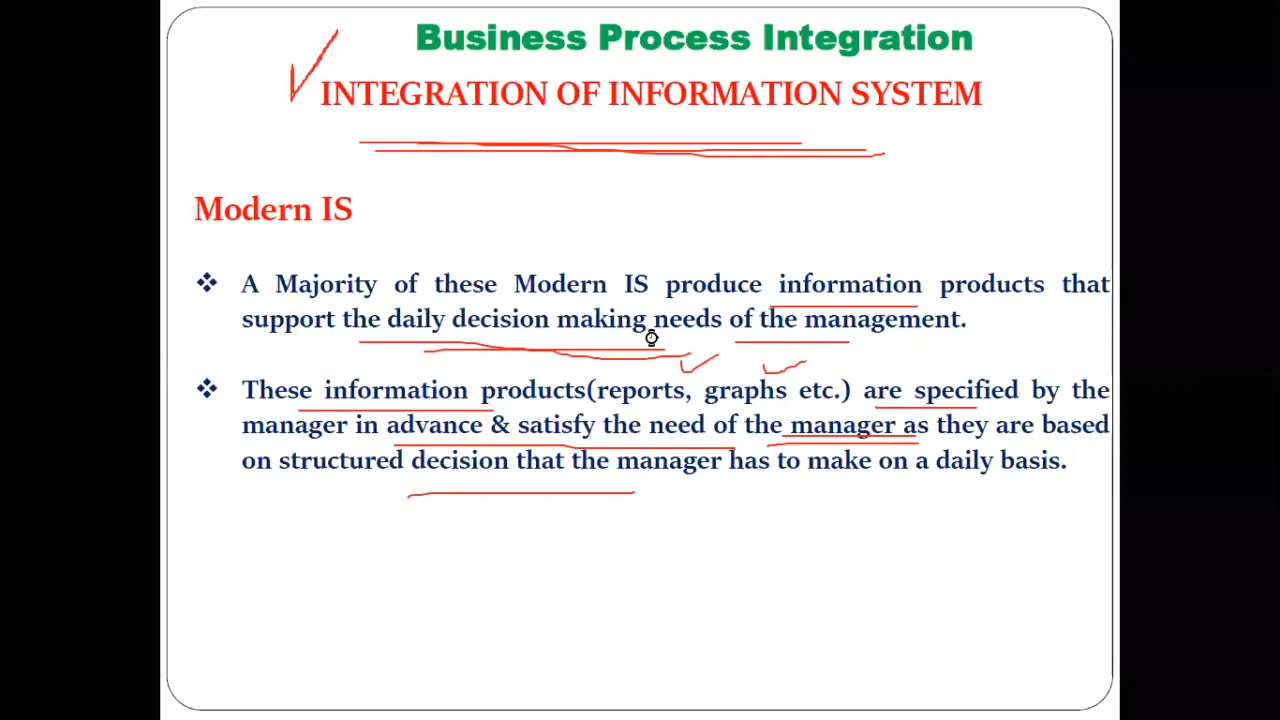 Business Process Integration
INTEGRATION OF INFORMATION SYSTEM
Modern IS
❖ A Majority of these Modern IS produce information products that
support the daily decision making needs of the management.
❖ These information products(reports, graphs etc.) are specified by the
manager in advance & satisfy the need of the manager as they are based
on structured decision that the manager has to make on a daily basis.